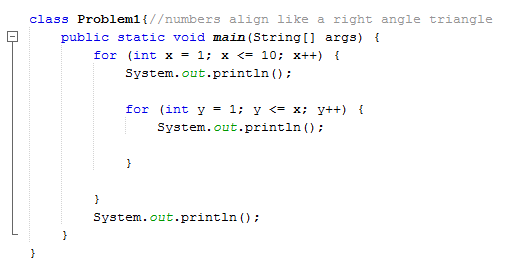 class Problem1{//numbers align like a right angle triangle
public static void main(String[] args) {
for (int x = 1; x <= 10; x++) {
System.out.println();
for (int y = 1; y <= x; y++) {
System.out.println();
}
}
System.out.println();
}
}